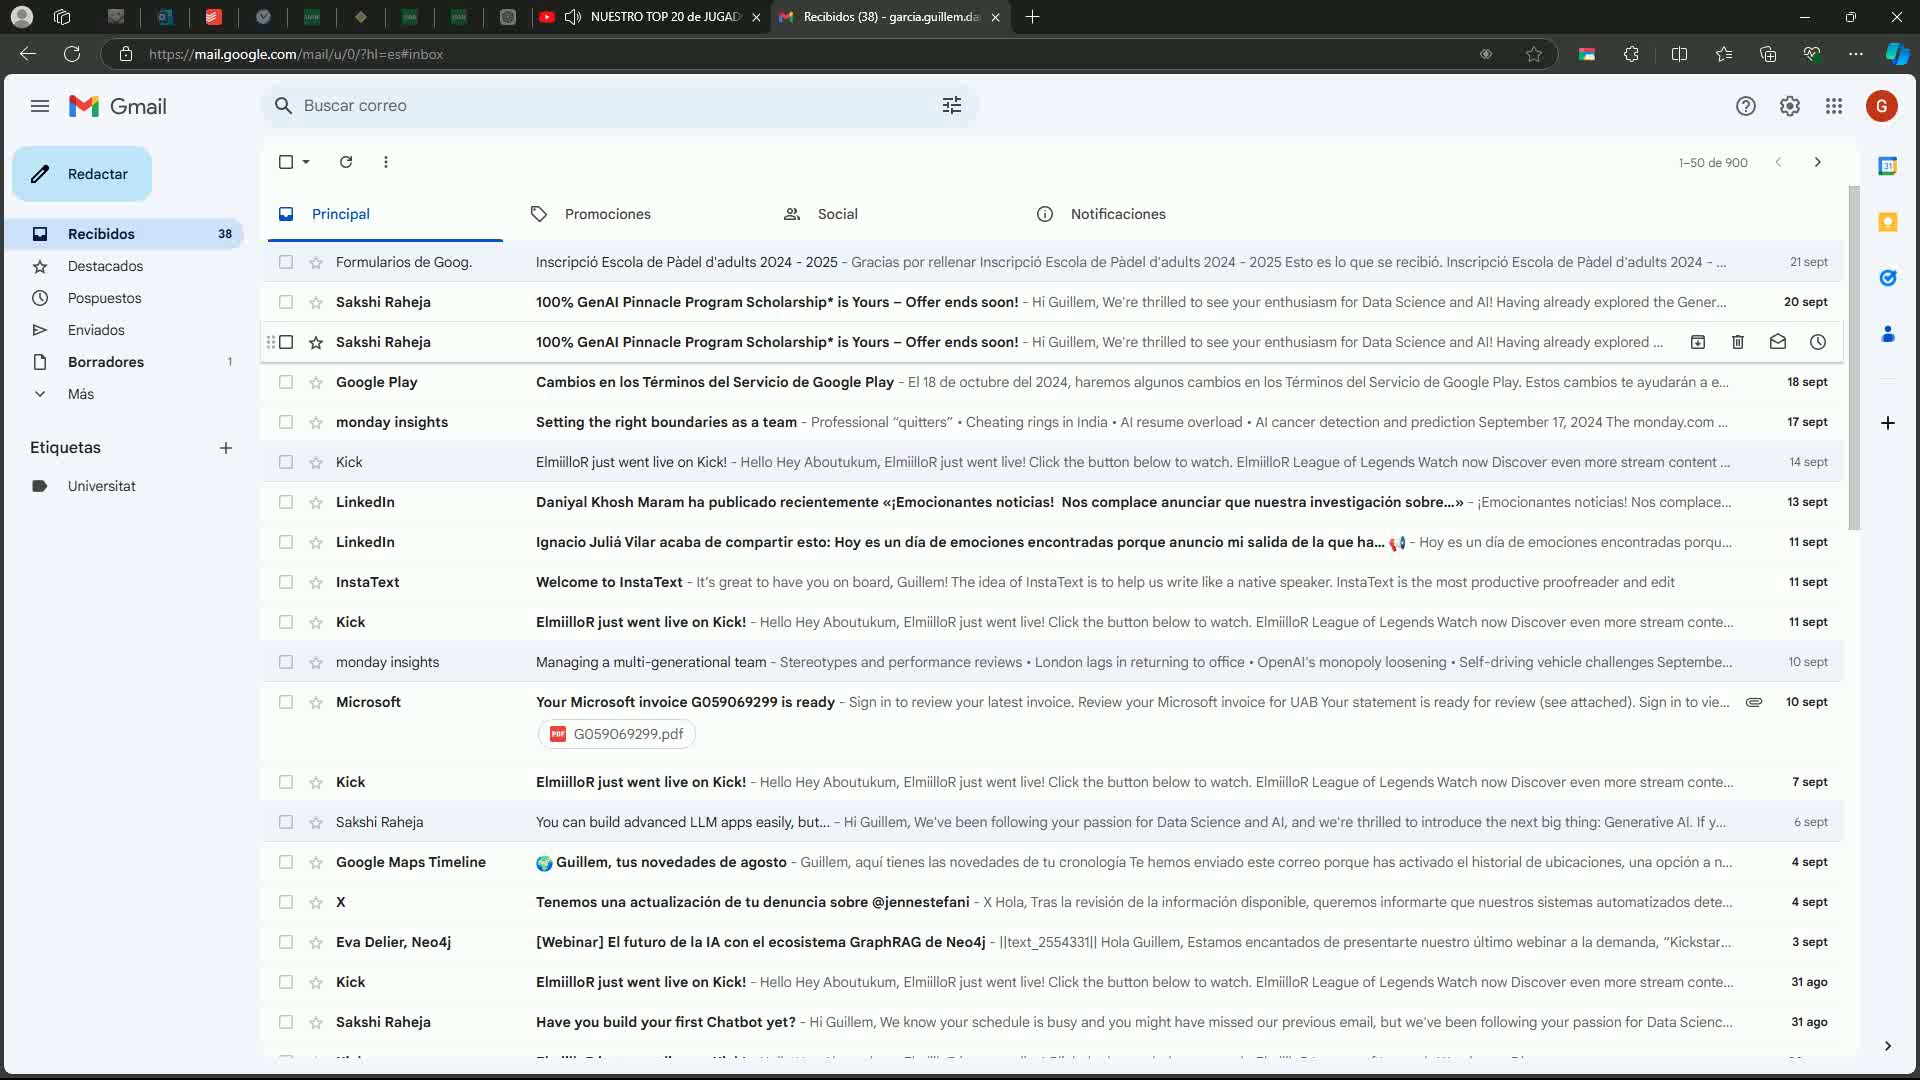 NUESTRO TOP 20 de JUGAD
Recibidos (38) - garcia.guillem.da
https://mail.google.com/mail/u/0/?hl=es#inbox
Gmail
Buscar correo
G
Redactar
1–50 de 900
Principal
Promociones
Social
Notificaciones
Recibidos 38
Destacados
Pospuestos
Enviados
Borradores 1
Más
Etiquetas
Universitat
Formularios de Goog. Inscripció Escola de Pàdel d'adults 2024 - 2025 - Gracias por rellenar Inscripció Escola de Pàdel d'adults 2024 - 2025 Esto es lo que se recibió. Inscripció Escola de Pàdel d'adults 2024 - ... 21 sept
Sakshi Raheja 100% GenAI Pinnacle Program Scholarship* is Yours – Offer ends soon! - Hi Guillem, We're thrilled to see your enthusiasm for Data Science and AI! Having already explored the Gener... 20 sept
Sakshi Raheja 100% GenAI Pinnacle Program Scholarship* is Yours – Offer ends soon! - Hi Guillem, We're thrilled to see your enthusiasm for Data Science and AI! Having already explored ...
Google Play Cambios en los Términos del Servicio de Google Play - El 18 de octubre del 2024, haremos algunos cambios en los Términos del Servicio de Google Play. Estos cambios te ayudarán a e... 18 sept
monday insights Setting the right boundaries as a team - Professional “quitters” • Cheating rings in India • AI resume overload • AI cancer detection and prediction September 17, 2024 The monday.com ... 17 sept
Kick ElmiilloR just went live on Kick! - Hello Hey Aboutukum, ElmiilloR just went live! Click the button below to watch. ElmiilloR League of Legends Watch now Discover even more stream content ... 14 sept
LinkedIn Daniyal Khosh Maram ha publicado recientemente «¡Emocionantes noticias! Nos complace anunciar que nuestra investigación sobre...» - ¡Emocionantes noticias! Nos complace... 13 sept
LinkedIn Ignacio Juliá Vilar acaba de compartir esto: Hoy es un día de emociones encontradas porque anuncio mi salida de la que ha... 📢 - Hoy es un día de emociones encontradas porqu... 11 sept
InstaText Welcome to InstaText - It’s great to have you on board, Guillem! The idea of InstaText is to help us write like a native speaker. InstaText is the most productive proofreader and edit 11 sept
Kick ElmiilloR just went live on Kick! - Hello Hey Aboutukum, ElmiilloR just went live! Click the button below to watch. ElmiilloR League of Legends Watch now Discover even more stream conte... 11 sept
monday insights Managing a multi-generational team - Stereotypes and performance reviews • London lags in returning to office • OpenAI's monopoly loosening • Self-driving vehicle challenges Septembe... 10 sept
Microsoft Your Microsoft invoice G059069299 is ready - Sign in to review your latest invoice. Review your Microsoft invoice for UAB Your statement is ready for review (see attached). Sign in to vie... 10 sept
PDF G059069299.pdf
Kick ElmiilloR just went live on Kick! - Hello Hey Aboutukum, ElmiilloR just went live! Click the button below to watch. ElmiilloR League of Legends Watch now Discover even more stream conte... 7 sept
Sakshi Raheja You can build advanced LLM apps easily, but... - Hi Guillem, We've been following your passion for Data Science and AI, and we're thrilled to introduce the next big thing: Generative AI. If y... 6 sept
Google Maps Timeline 🌍 Guillem, tus novedades de agosto - Guillem, aquí tienes las novedades de tu cronología Te hemos enviado este correo porque has activado el historial de ubicaciones, una opción a n... 4 sept
X Tenemos una actualización de tu denuncia sobre @jennestefani - X Hola, Tras la revisión de la información disponible, queremos informarte que nuestros sistemas automatizados dete... 4 sept
Eva Delier, Neo4j [Webinar] El futuro de la IA con el ecosistema GraphRAG de Neo4j - ||text_2554331|| Hola Guillem, Estamos encantados de presentarte nuestro último webinar a la demanda, “Kickstar... 3 sept
Kick ElmiilloR just went live on Kick! - Hello Hey Aboutukum, ElmiilloR just went live! Click the button below to watch. ElmiilloR League of Legends Watch now Discover even more stream conte... 31 ago
Sakshi Raheja Have you build your first Chatbot yet? - Hi Guillem, We know your schedule is busy and you might have missed our previous email, but we've been following your passion for Data Scienc... 31 ago